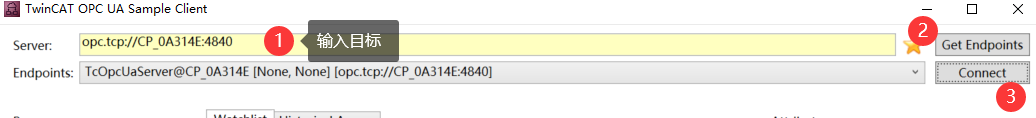 TwinCAT OPC UA Sample Client
Server: opc.tcp://CP_0A314E:4840 1 输入目标 2 Get Endpoints
Endpoints: TcOpcUaServer@CP_0A314E [None, None] [opc.tcp://CP_0A314E:4840] Connect
3
Watchlist